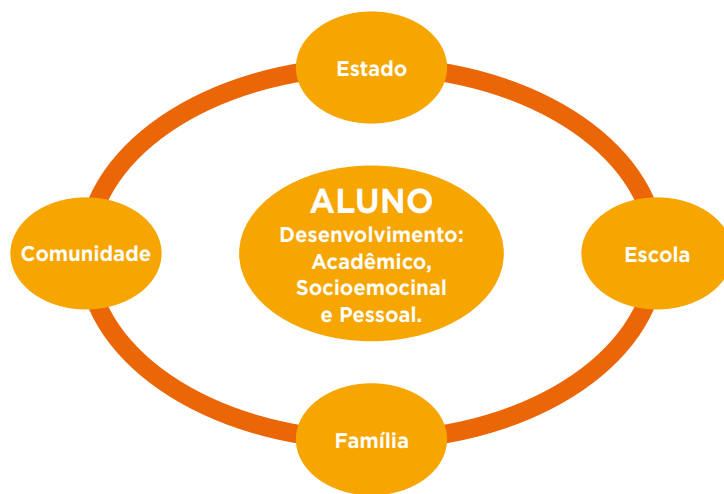 Estado
ALUNO
Desenvolvimento:
Acadêmico,
Socioemocinal
e Pessoal.
Comunidade
Escola
Família